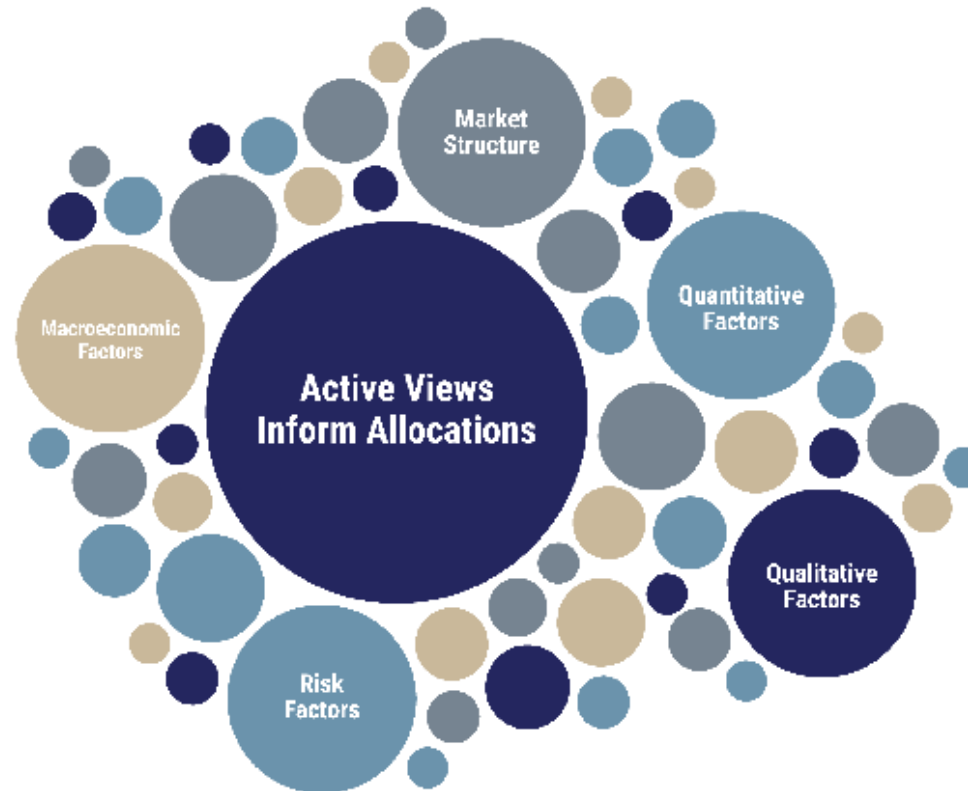 Market
Structure
Quantitative
Factors
Macroeconomic
Factors
Active Views
Inform Allocations
Qualitative
Factors
Risk
Factors